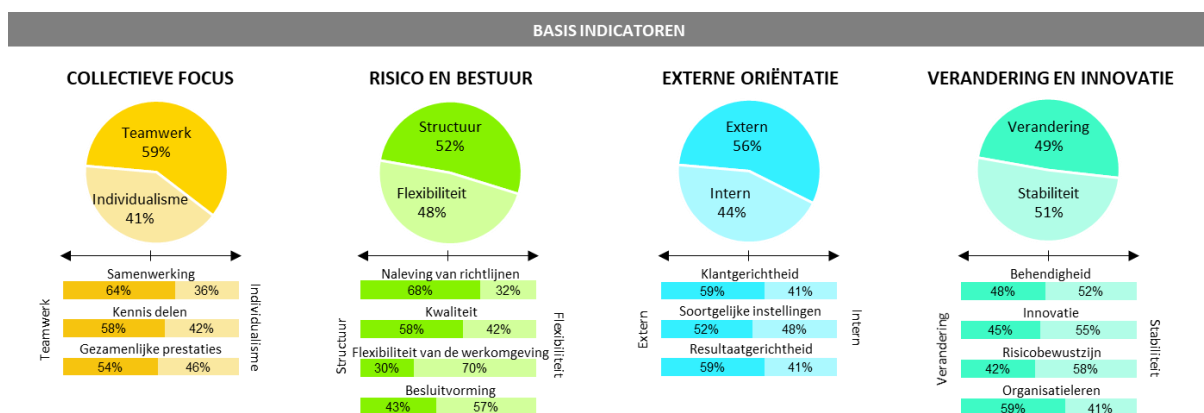 BASIS INDICATOREN
COLLECTIEVE FOCUS
Teamwerk
59%
Individualisme
41%
Samenwerking
64% 36%
Kennis delen
58% 42%
Gezamenlijke prestaties
54% 46%
Teamwerk
Individualisme
RISICO EN BESTUUR
Structuur
52%
Flexibiliteit
48%
Naleving van richtlijnen
68% 32%
Kwaliteit
58% 42%
Flexibiliteit van de werkomgeving
30% 70%
Besluitvorming
43% 57%
Structuur
Flexibiliteit
EXTERNE ORIËNTATIE
Extern
56%
Intern
44%
Klantgerichtheid
59% 41%
Soortgelijke instellingen
52% 48%
Resultaatgerichtheid
59% 41%
Extern
Intern
VERANDERING EN INNOVATIE
Verandering
49%
Stabiliteit
51%
Behendigheid
48% 52%
Innovatie
45% 55%
Risicobewustzijn
42% 58%
Organisatieleren
59% 41%
Verandering
Stabiliteit